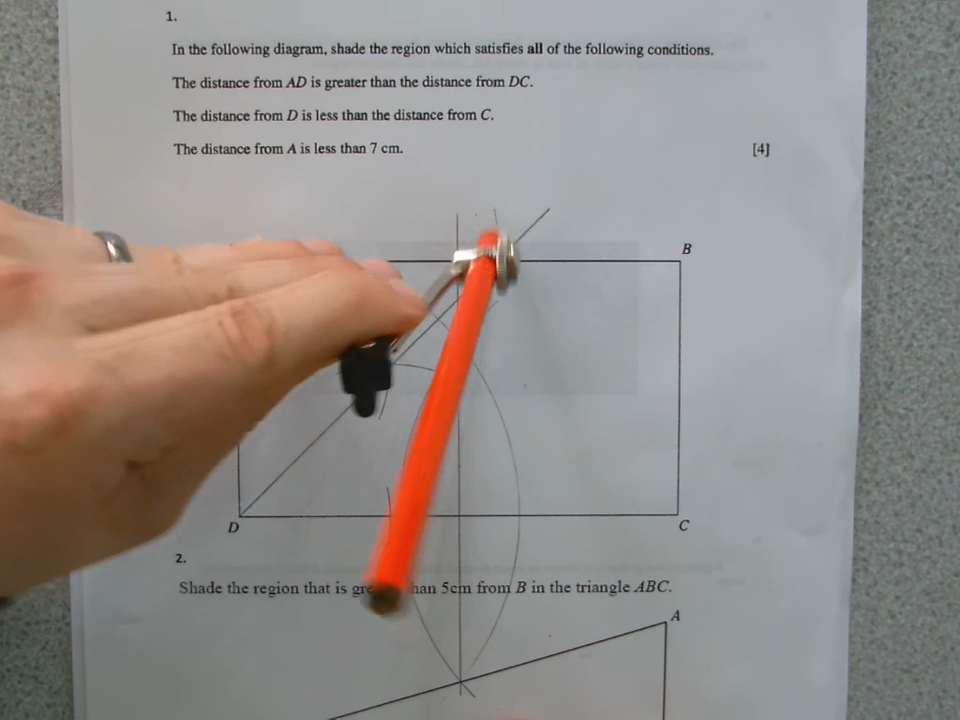 1.
In the following diagram, shade the region which satisfies all of the following conditions.
The distance from AD is greater than the distance from DC.
The distance from D is less than the distance from C.
The distance from A is less than 7 cm.
[4]
B
D
C
2.
Shade the region that is than 5cm from B in the triangle ABC.
A